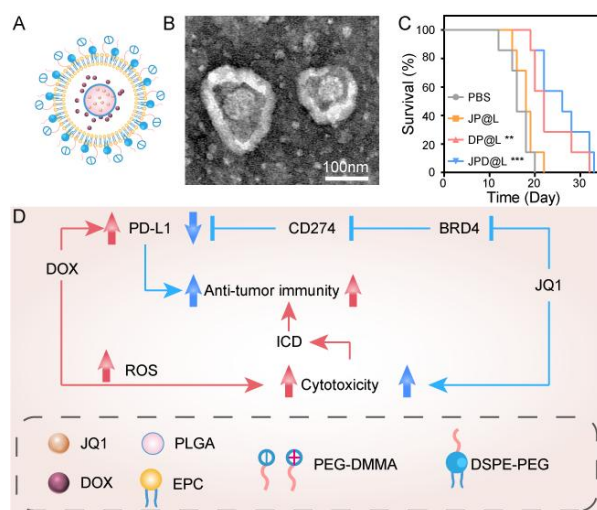 A
B
100nm
C
Survival (%)
100
80
60
40
20
0
PBS
JP@L
DP@L **
JPD@L ***
0 10 20 30
Time (Day)
D
PD-L1 CD274 BRD4
DOX JQ1
Anti-tumor immunity
ICD
ROS
Cytotoxicity
JQ1 PLGA PEG-DMMA DSPE-PEG
DOX EPC